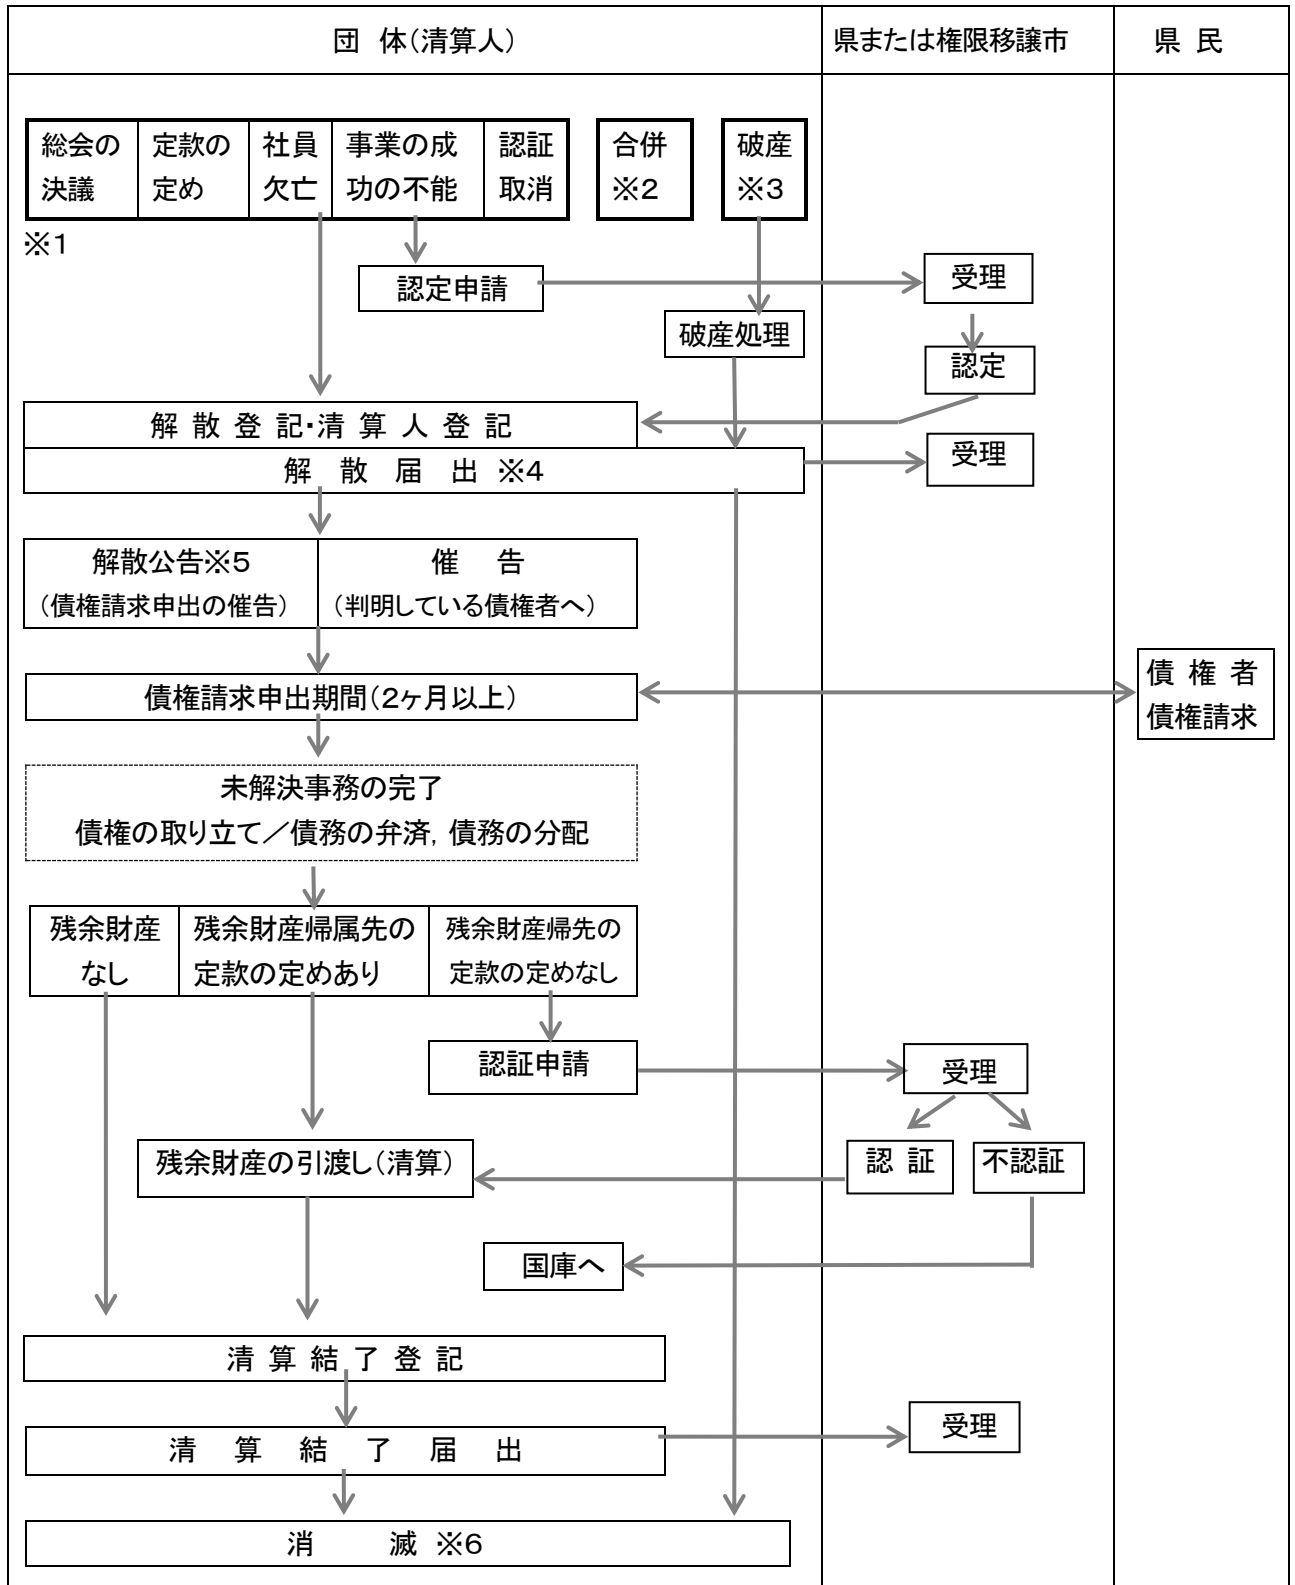 団 体（清算人）
県または権限移譲市
県 民
総会の
決議
定款の
定め
社員
欠亡
事業の成
功の不能
認証
取消
合併
※2
破産
※3
※1
認定申請
受理
破産処理
認定
解 散 登 記・清 算 人 登 記
解 散 届 出 ※4
受理
解散公告※5
（債権請求申出の催告）
催 告
（判明している債権者へ）
債権請求申出期間（2ヶ月以上）
債 権 者
債権請求
未解決事務の完了
債権の取り立て／債務の弁済，債務の分配
残余財産
なし
残余財産帰属先の
定款の定めあり
残余財産帰先の
定款の定めなし
認証申請
受理
残余財産の引渡し（清算）
認 証
不認証
国庫へ
清 算 結 了 登 記
清 算 結 了 届 出
受理
消 滅 ※6